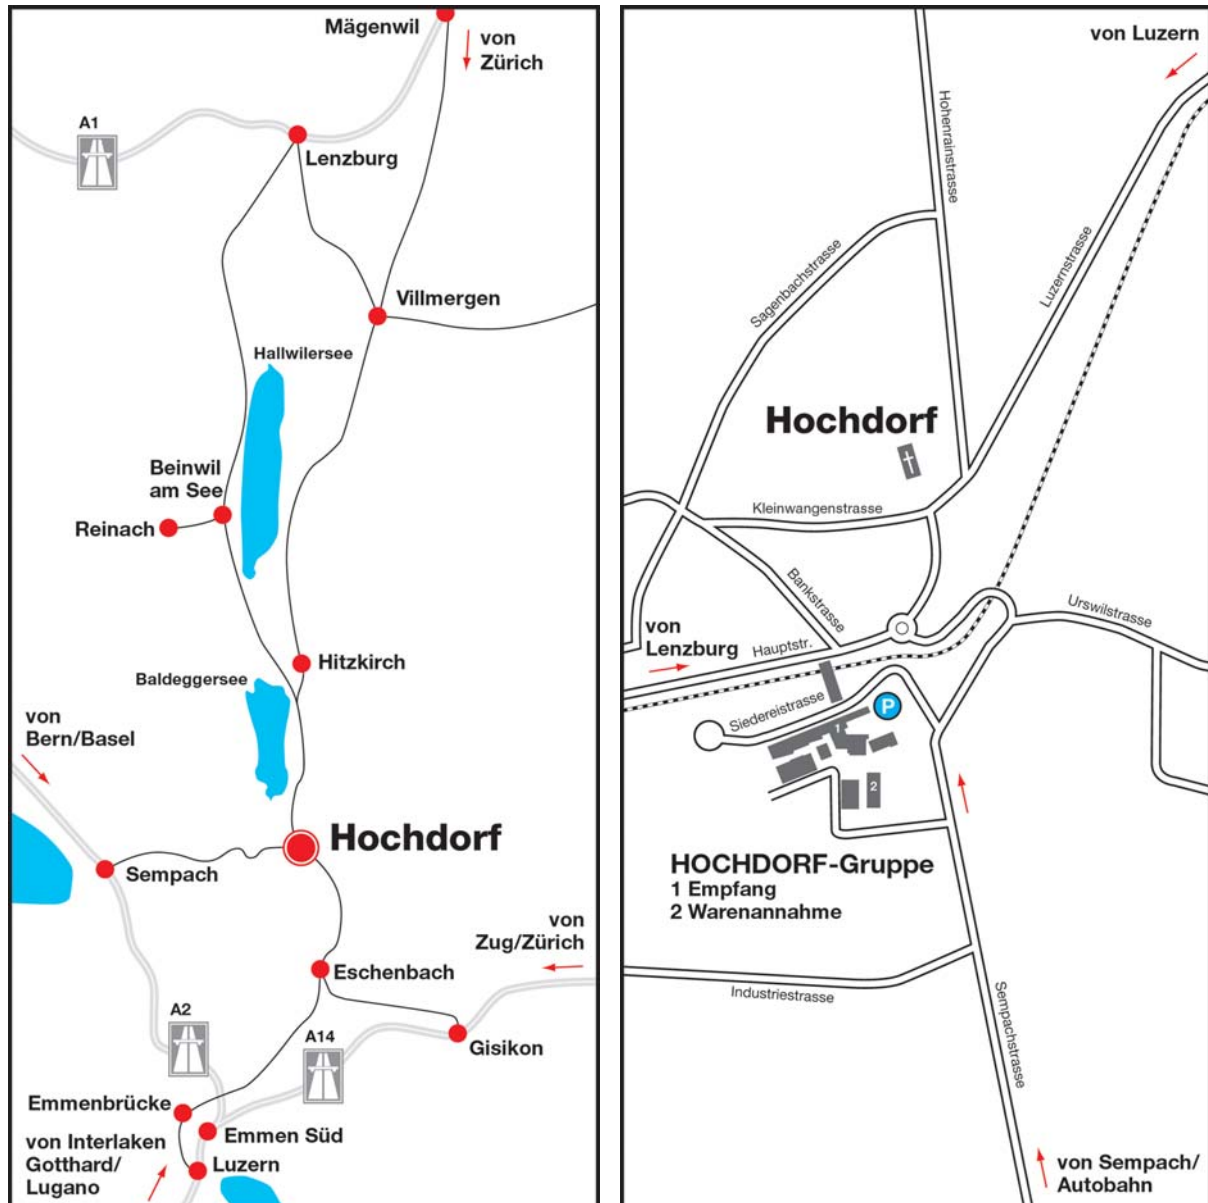 Mägenwil
von
Zürich
A1
Lenzburg
Villmergen
Hallwilersee
Beinwil
am See
Reinach
Hitzkirch
Baldeggersee
von
Bern/Basel
Hochdorf
Sempach
von
Zug/Zürich
Eschenbach
A2
A14
Gisikon
Emmenbrücke
Emmen Süd
von Interlaken
Gotthard/
Lugano
Luzern
von Luzern
Hohenrainstrasse
Luzernstrasse
Sagenbachstrasse
Hochdorf
Kleinwangenstrasse
Bankstrasse
Urswilstrasse
von
Lenzburg
Hauptstr.
Siedereistrasse
P
1
2
HOCHDORF-Gruppe
1 Empfang
2 Warenannahme
Industriestrasse
Sempachstrasse
von Sempach/
Autobahn